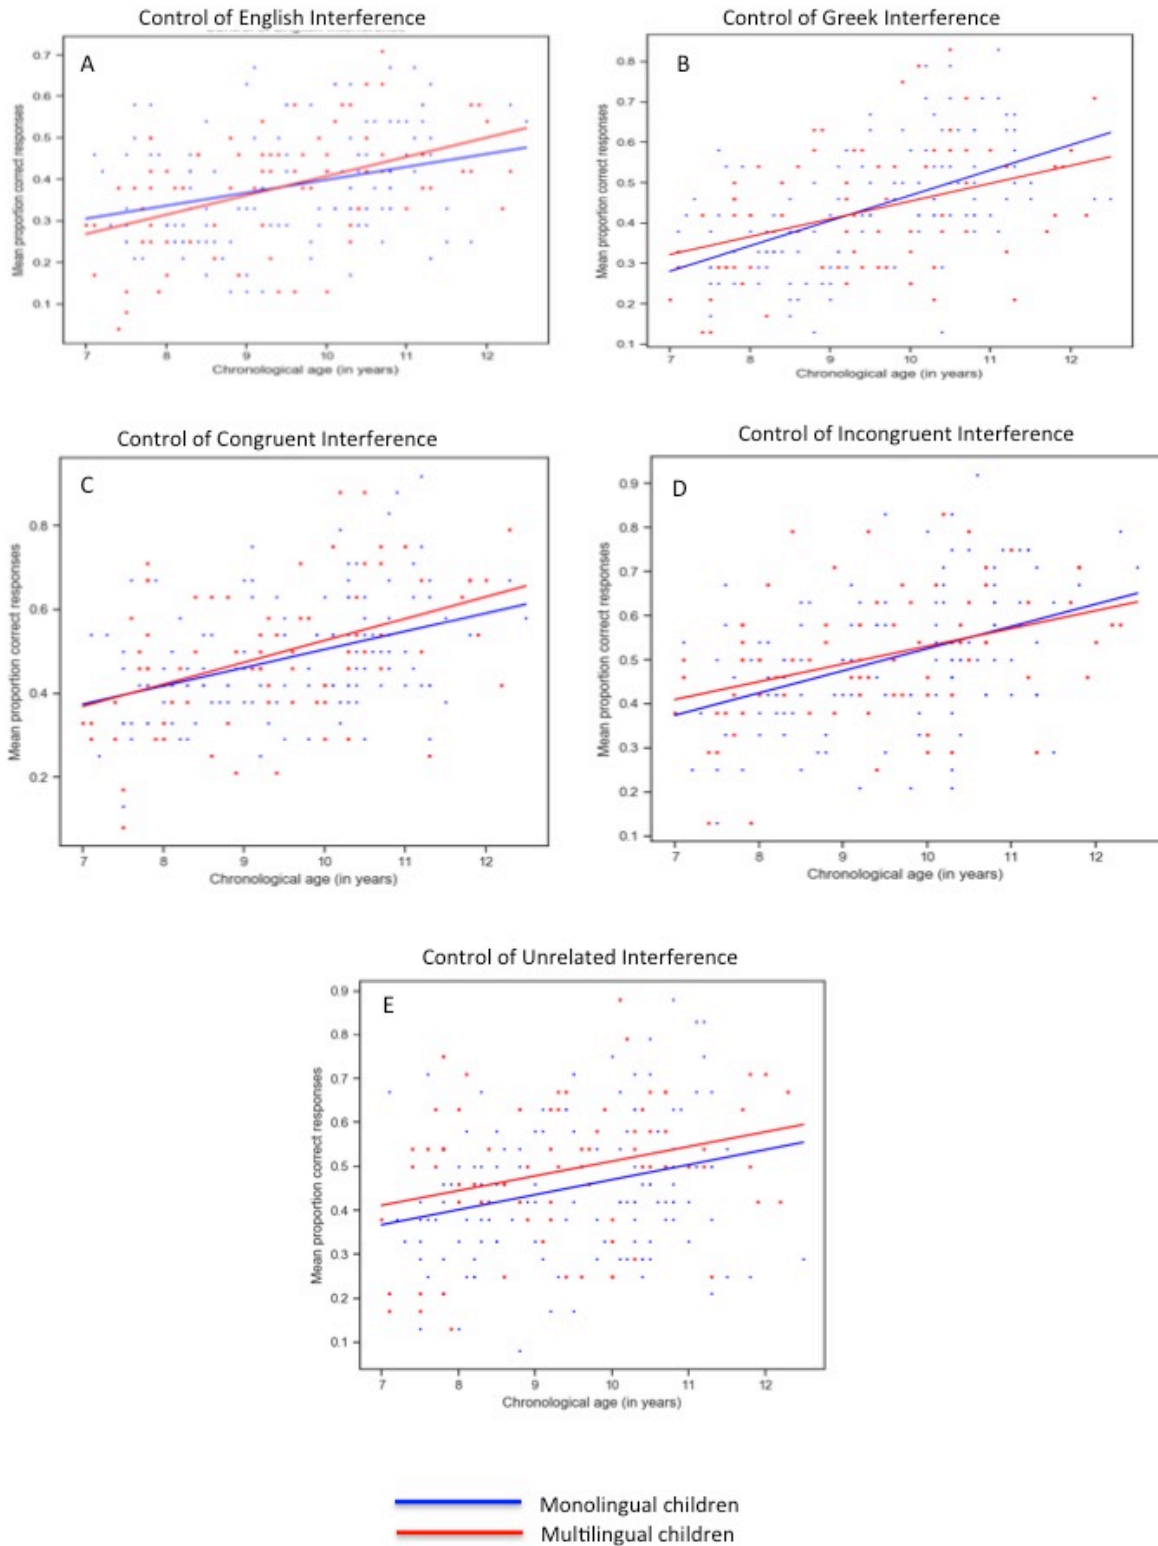 Control of English Interference
A
Mean proportion correct responses
0.7
0.6
0.5
0.4
0.3
0.2
0.1
7 8 9 10 11 12
Chronological age (in years)
Control of Greek Interference
B
Mean proportion correct responses
0.8
0.7
0.6
0.5
0.4
0.3
0.2
0.1
7 8 9 10 11 12
Chronological age (in years)
Control of Congruent Interference
C
Mean proportion correct responses
0.8
0.6
0.4
0.2
7 8 9 10 11 12
Chronological age (in years)
Control of Incongruent Interference
D
Mean proportion correct responses
0.9
0.8
0.7
0.6
0.5
0.4
0.3
0.2
0.1
7 8 9 10 11 12
Chronological age (in years)
Control of Unrelated Interference
E
Mean proportion correct responses
0.9
0.8
0.7
0.6
0.5
0.4
0.3
0.2
0.1
7 8 9 10 11 12
Chronological age (in years)
Monolingual children
Multilingual children